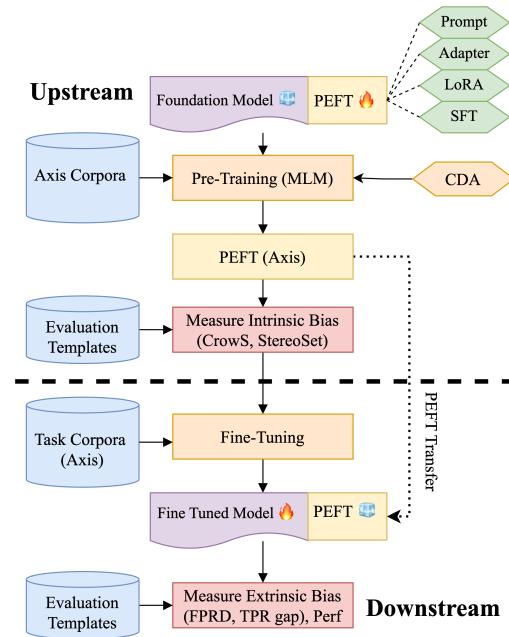 Prompt
Adapter
LoRA
SFT
Upstream
Foundation Model
PEFT
Axis Corpora
Pre-Training (MLM)
CDA
PEFT (Axis)
Evaluation
Templates
Measure Intrinsic Bias
(CrowS, StereoSet)
PEFT Transfer
Task Corpora
(Axis)
Fine-Tuning
Fine Tuned Model
PEFT
Evaluation
Templates
Measure Extrinsic Bias
(FPRD, TPR gap), Perf
Downstream